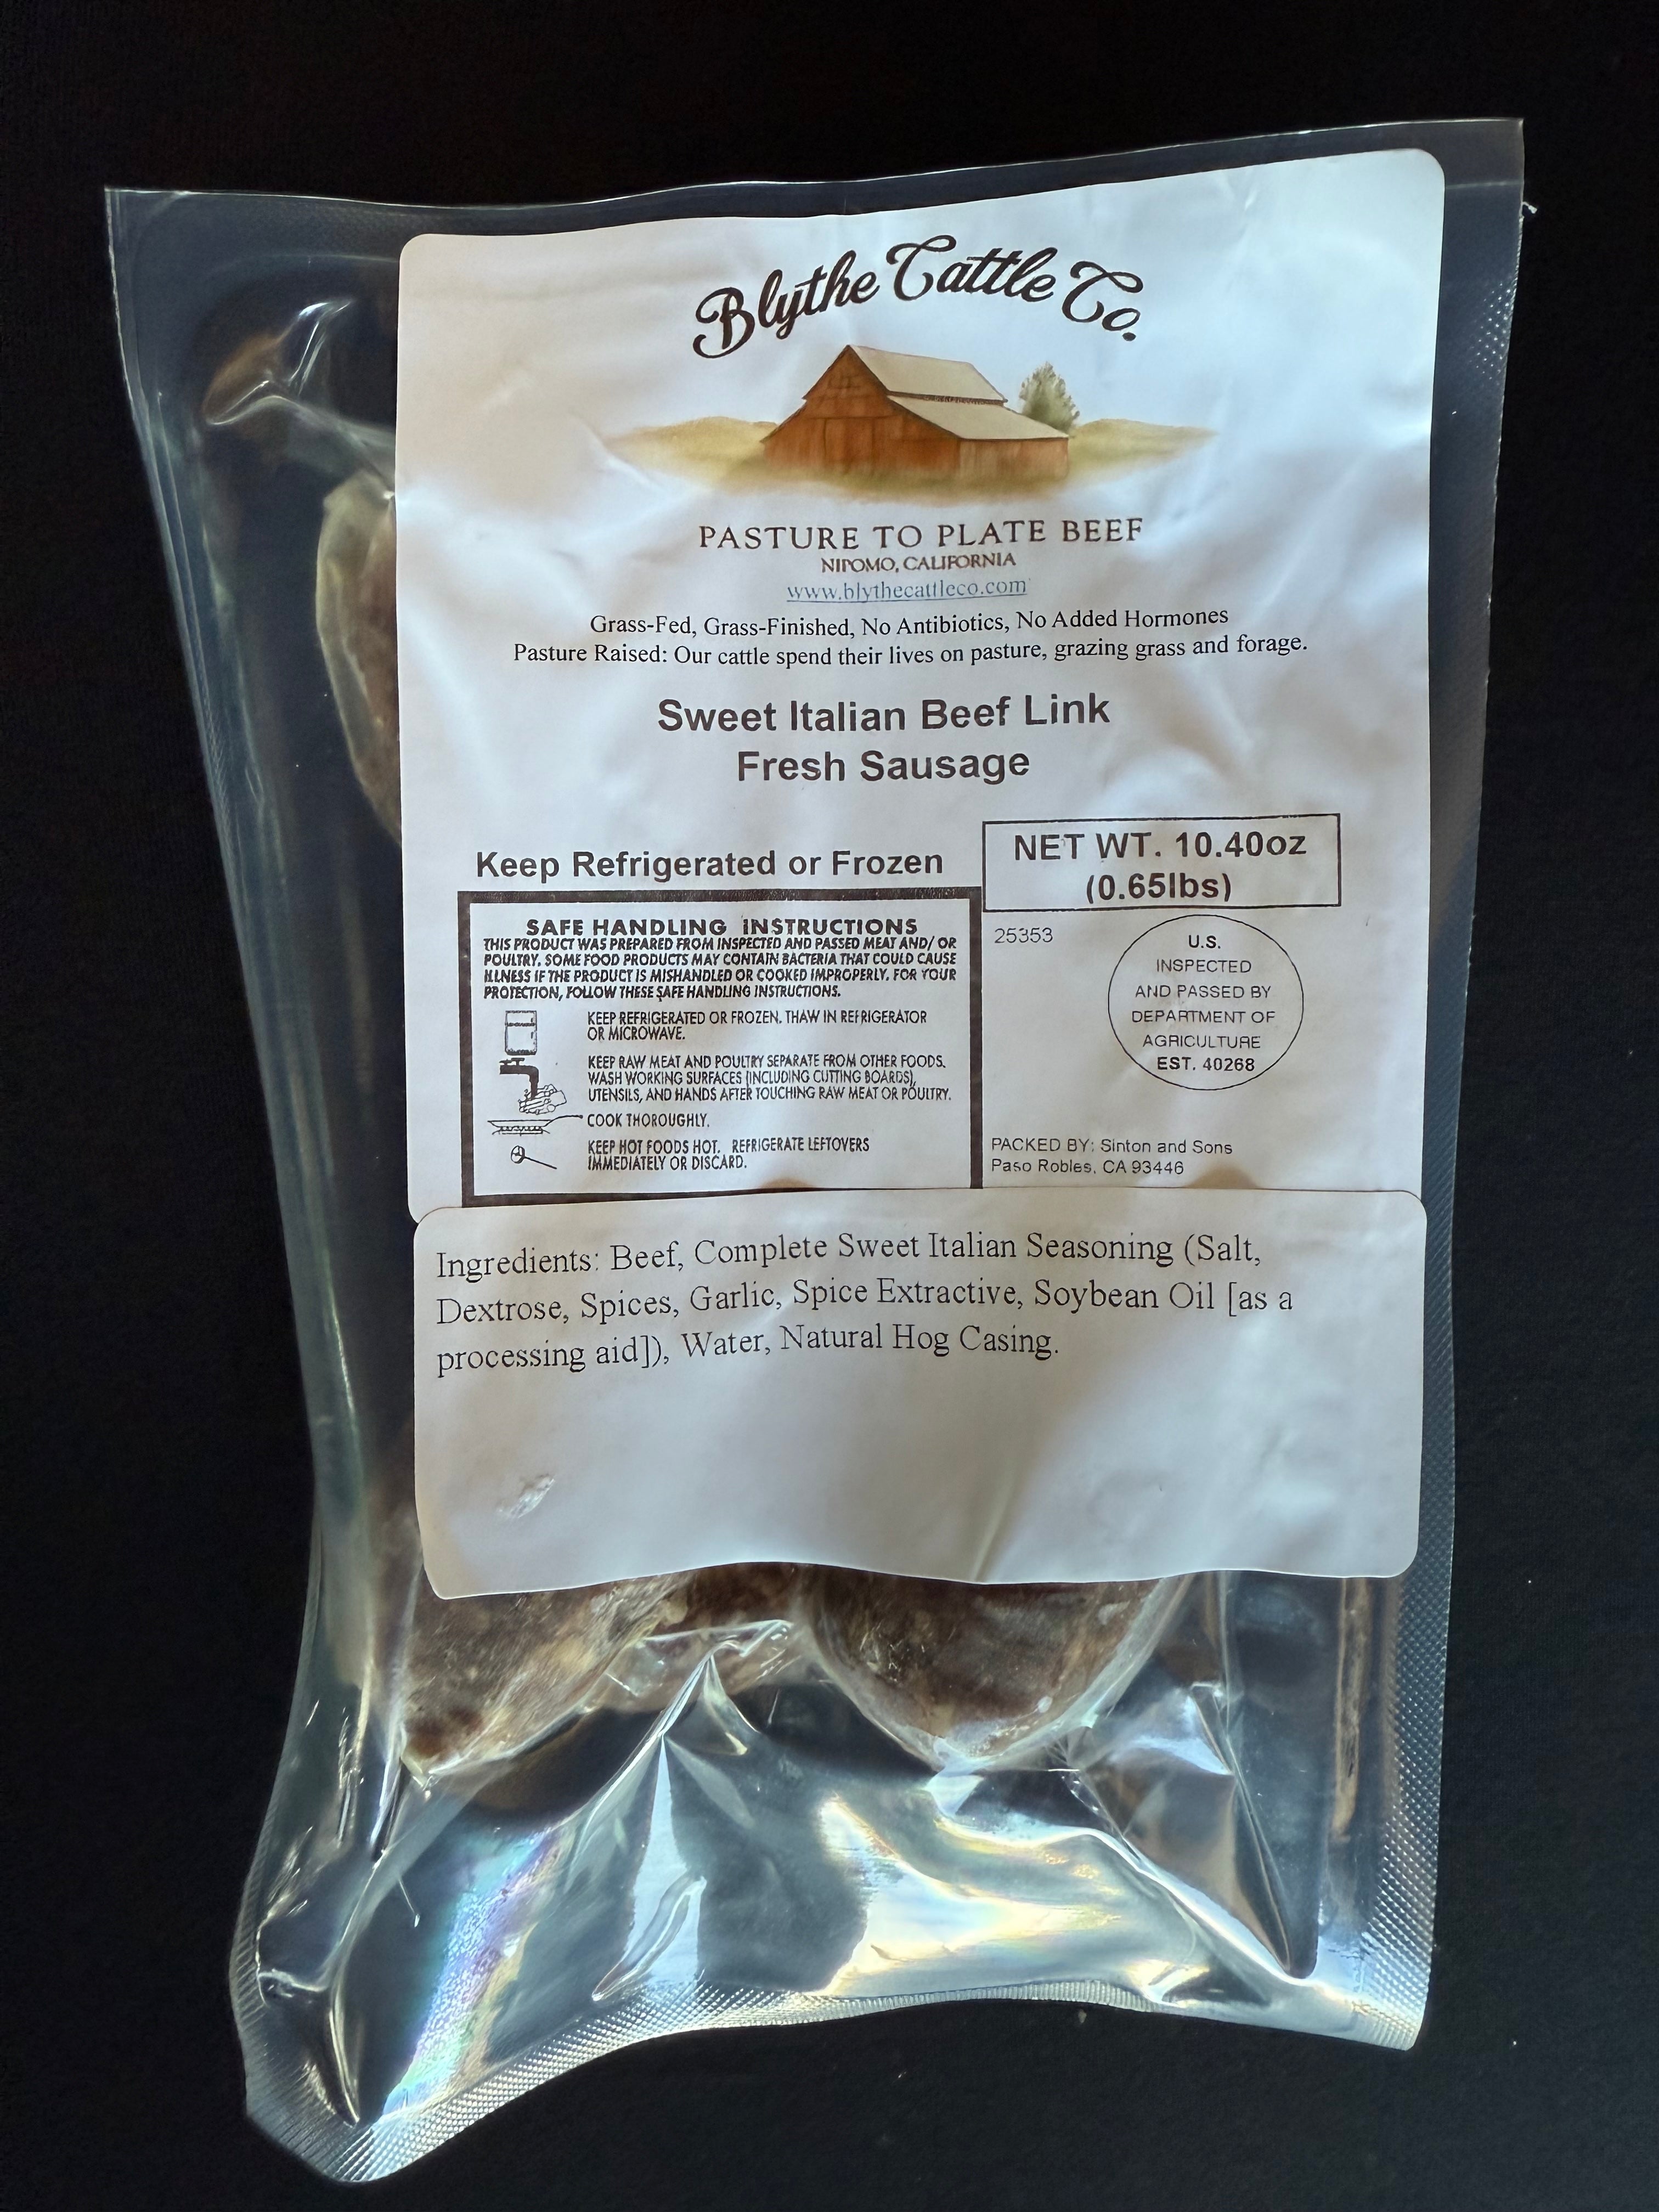 Blythe Cattle Co.
PASTURE TO PLATE BEEF
NIPOMO, CALIFORNIA
www.blythecattleco.com
Grass-Fed, Grass-Finished, No Antibiotics, No Added Hormones
Pasture Raised: Our cattle spend their lives on pasture, grazing grass and forage.
Sweet Italian Beef Link
Fresh Sausage
Keep Refrigerated or Frozen
NET WT. 10.40oz
(0.65lbs)
SAFE HANDLING INSTRUCTIONS
THIS PRODUCT WAS PREPARED FROM INSPECTED AND PASSED MEAT AND/ OR
POULTRY. SOME FOOD PRODUCTS MAY CONTAIN BACTERIA THAT COULD CAUSE
ILLNESS IF THE PRODUCT IS MISHANDLED OR COOKED IMPROPERLY. FOR YOUR
PROTECTION, FOLLOW THESE SAFE HANDLING INSTRUCTIONS.
KEEP REFRIGERATED OR FROZEN. THAW IN REFRIGERATOR
OR MICROWAVE.
KEEP RAW MEAT AND POULTRY SEPARATE FROM OTHER FOODS.
WASH WORKING SURFACES (INCLUDING CUTTING BOARDS),
UTENSILS, AND HANDS AFTER TOUCHING RAW MEAT OR POULTRY.
COOK THOROUGHLY.
KEEP HOT FOODS HOT. REFRIGERATE LEFTOVERS
IMMEDIATELY OR DISCARD.
25353
U.S.
INSPECTED
AND PASSED BY
DEPARTMENT OF
AGRICULTURE
EST. 40268
PACKED BY: Sinton and Sons
Paso Robles, CA 93446
Ingredients: Beef, Complete Sweet Italian Seasoning (Salt,
Dextrose, Spices, Garlic, Spice Extractive, Soybean Oil [as a
processing aid]), Water, Natural Hog Casing.